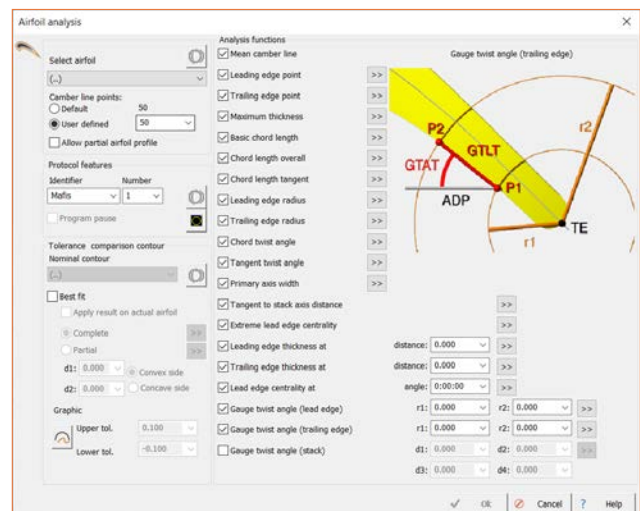 Airfoil analysis
Select airfoil
(..)
Camber line points:
Default 50
User defined 50
Allow partial airfoil profile
Protocol features
Identifier Number
Mafis 1
Program pause
Tolerance comparison contour
Nominal contour
(..)
Best fit
Apply result on actual airfoil
Complete >>
Partial >>
d1: 0.000 Convex side
d2: 0.000 Concave side
Graphic
Upper tol. 0.100
Lower tol. -0.100
Analysis functions
Mean camber line
Leading edge point >>
Trailing edge point >>
Maximum thickness >>
Basic chord length >>
Chord length overall >>
Chord length tangent >>
Leading edge radius >>
Trailing edge radius >>
Chord twist angle >>
Tangent twist angle >>
Primary axis width >>
Tangent to stack axis distance >>
Extreme lead edge centrality >>
Leading edge thickness at distance: 0.000 >>
Trailing edge thickness at distance: 0.000 >>
Lead edge centrality at angle: 0:00:00 >>
Gauge twist angle (lead edge) r1: 0.000 r2: 0.000 >>
Gauge twist angle (trailing edge) r1: 0.000 r2: 0.000 >>
Gauge twist angle (stack) d1: 0.000 d2: 0.000 >>
d3: 0.000 d4: 0.000
Gauge twist angle (trailing edge)
P2
r2
GTLT
GTAT
P1
ADP
TE
r1
Ok Cancel ? Help